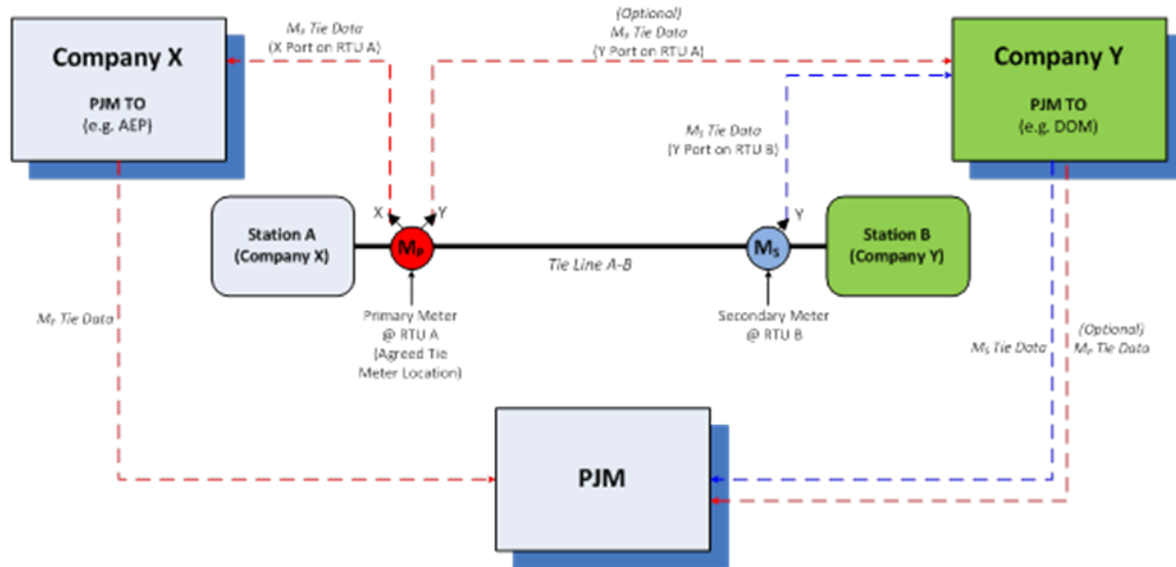 (Optional)
Mₚ Tie Data
(X Port on RTU A)
Mₚ Tie Data
(Y Port on RTU A)
Company X
PJM TO
(e.g. AEP)
Company Y
PJM TO
(e.g. DOM)
Mₛ Tie Data
(Y Port on RTU B)
X
Y
Y
Station A
(Company X)
Mₚ
Tie Line A-B
Mₛ
Station B
(Company Y)
Primary Meter
@ RTU A
(Agreed Tie
Meter Location)
Secondary Meter
@ RTU B
Mₚ Tie Data
Mₛ Tie Data
(Optional)
Mₚ Tie Data
PJM